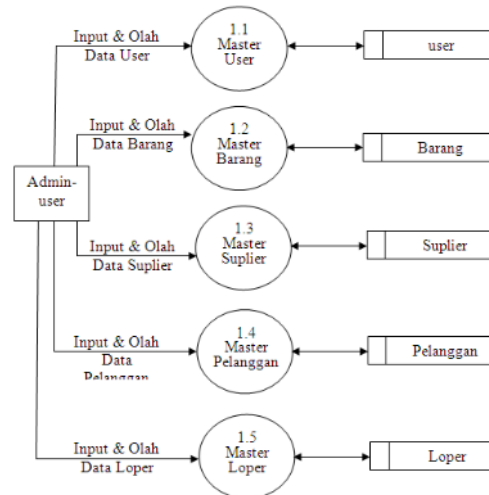 Input & Olah
Data User
1.1
Master
User
user
Input & Olah
Data Barang
1.2
Master
Barang
Barang
Admin-
user
Input & Olah
Data Suplier
1.3
Master
Suplier
Suplier
Input & Olah
Data
Pelanggan
1.4
Master
Pelanggan
Pelanggan
Input & Olah
Data Loper
1.5
Master
Loper
Loper